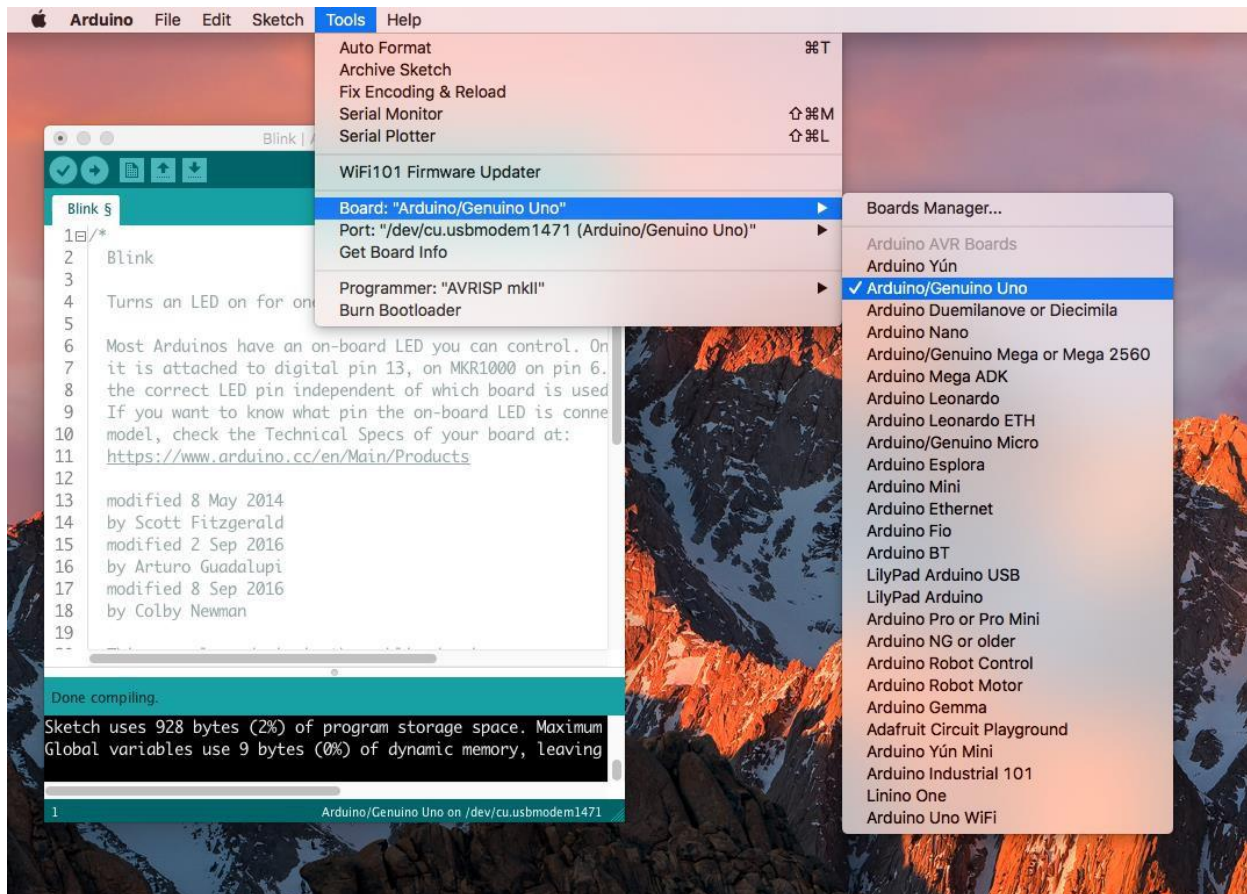 Arduino File Edit Sketch Tools Help
Auto Format ⌘T
Archive Sketch
Fix Encoding & Reload
Serial Monitor ⇧⌘M
Serial Plotter ⇧⌘L
WiFi101 Firmware Updater
Board: "Arduino/Genuino Uno"
Port: "/dev/cu.usbmodem1471 (Arduino/Genuino Uno)"
Get Board Info
Programmer: "AVRISP mkII"
Burn Bootloader
Boards Manager...
Arduino AVR Boards
Arduino Yún
✓ Arduino/Genuino Uno
Arduino Duemilanove or Diecimila
Arduino Nano
Arduino/Genuino Mega or Mega 2560
Arduino Mega ADK
Arduino Leonardo
Arduino Leonardo ETH
Arduino/Genuino Micro
Arduino Esplora
Arduino Mini
Arduino Ethernet
Arduino Fio
Arduino BT
LilyPad Arduino USB
LilyPad Arduino
Arduino Pro or Pro Mini
Arduino NG or older
Arduino Robot Control
Arduino Robot Motor
Arduino Gemma
Adafruit Circuit Playground
Arduino Yún Mini
Arduino Industrial 101
Linino One
Arduino Uno WiFi
Blink |
Blink §
1 /*
2 Blink
3
4 Turns an LED on for
5
6 Most Arduinos have an on-board LED you can control. On
7 it is attached to digital pin 13, on MKR1000 on pin 6.
8 the correct LED pin independent of which board is used
9 If you want to know what pin the on-board LED is conne
10 model, check the Technical Specs of your board at:
11 https://www.arduino.cc/en/Main/Products
12
13 modified 8 May 2014
14 by Scott Fitzgerald
15 modified 2 Sep 2016
16 by Arturo Guadalupi
17 modified 8 Sep 2016
18 by Colby Newman
19
Done compiling.
Sketch uses 928 bytes (2%) of program storage space. Maximum
Global variables use 9 bytes (0%) of dynamic memory, leaving
1 Arduino/Genuino Uno on /dev/cu.usbmodem1471